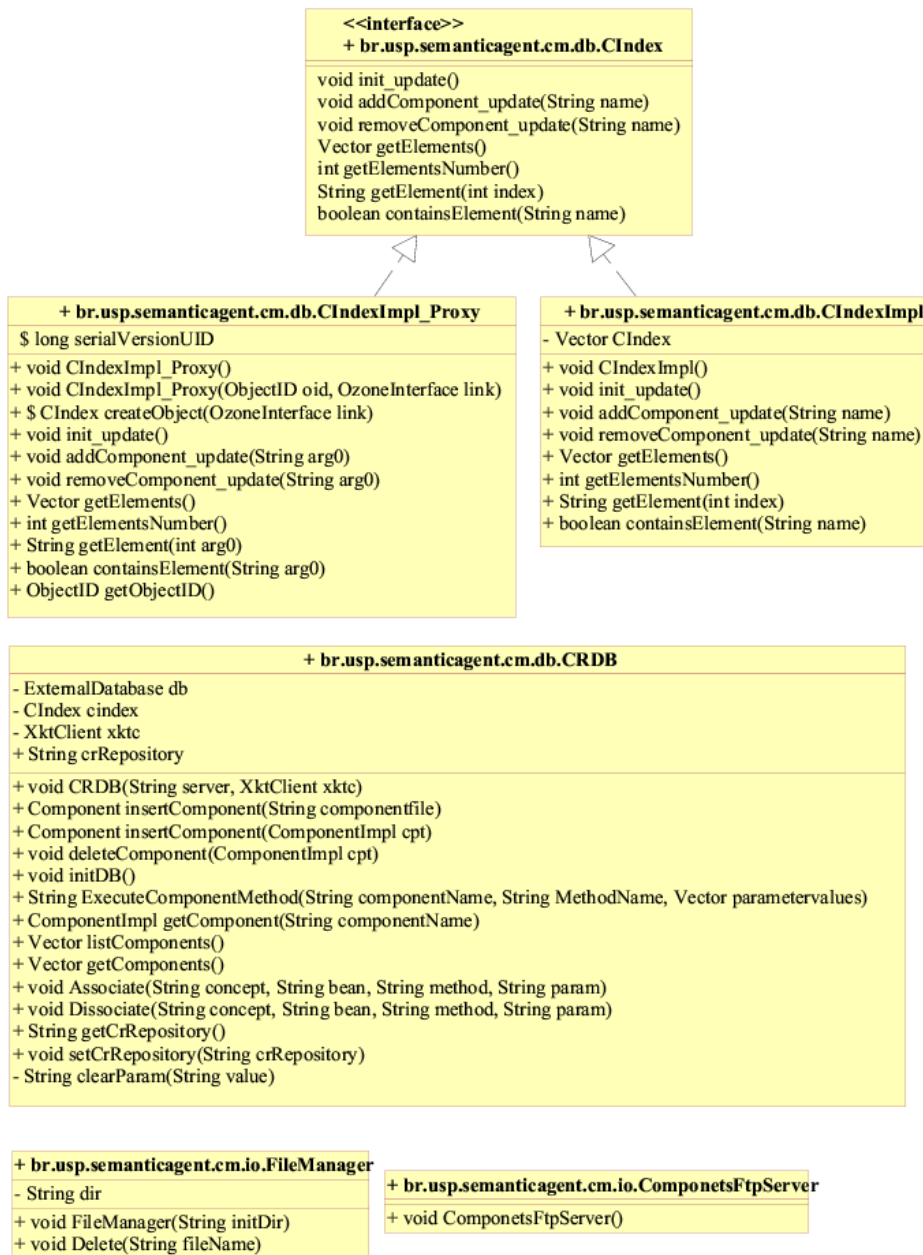 <<interface>>
+ br.usp.semanticagent.cm.db.CIndex
void init_update()
void addComponent_update(String name)
void removeComponent_update(String name)
Vector getElements()
int getElementsNumber()
String getElement(int index)
boolean containsElement(String name)
+ br.usp.semanticagent.cm.db.CIndexImpl_Proxy
$ long serialVersionUID
+ void CIndexImpl_Proxy()
+ void CIndexImpl_Proxy(ObjectID oid, OzoneInterface link)
+ $ CIndex createObject(OzoneInterface link)
+ void init_update()
+ void addComponent_update(String arg0)
+ void removeComponent_update(String arg0)
+ Vector getElements()
+ int getElementsNumber()
+ String getElement(int arg0)
+ boolean containsElement(String arg0)
+ ObjectID getObjectID()
+ br.usp.semanticagent.cm.db.CIndexImpl
- Vector CIndex
+ void CIndexImpl()
+ void init_update()
+ void addComponent_update(String name)
+ void removeComponent_update(String name)
+ Vector getElements()
+ int getElementsNumber()
+ String getElement(int index)
+ boolean containsElement(String name)
+ br.usp.semanticagent.cm.db.CRDB
- ExternalDatabase db
- CIndex cindex
- XktClient xktc
+ String crRepository
+ void CRDB(String server, XktClient xktc)
+ Component insertComponent(String componentfile)
+ Component insertComponent(ComponentImpl cpt)
+ void deleteComponent(ComponentImpl cpt)
+ void initDB()
+ String ExecuteComponentMethod(String componentName, String MethodName, Vector parametervalues)
+ ComponentImpl getComponent(String componentName)
+ Vector listComponents()
+ Vector getComponents()
+ void Associate(String concept, String bean, String method, String param)
+ void Dissociate(String concept, String bean, String method, String param)
+ String getCrRepository()
+ void setCrRepository(String crRepository)
- String clearParam(String value)
+ br.usp.semanticagent.cm.io.FileManager
- String dir
+ void FileManager(String initDir)
+ void Delete(String fileName)
+ br.usp.semanticagent.cm.io.ComponetsFtpServer
+ void ComponetsFtpServer()